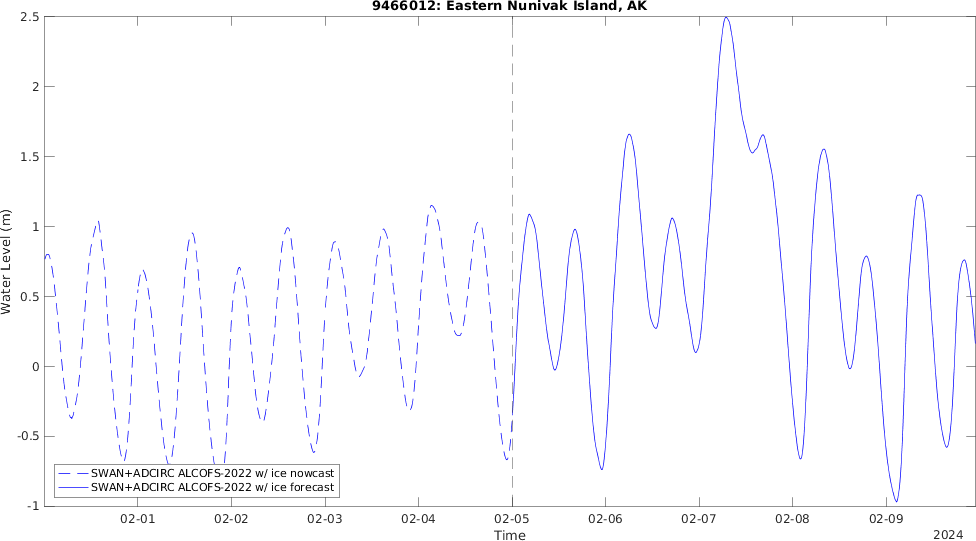 9466012: Eastern Nunivak Island, AK
2.5
2
1.5
1
0.5
0
-0.5
-1
Water Level (m)
SWAN+ADCIRC ALCOFS-2022 w/ ice nowcast
SWAN+ADCIRC ALCOFS-2022 w/ ice forecast
02-01 02-02 02-03 02-04 02-05 02-06 02-07 02-08 02-09
Time
2024